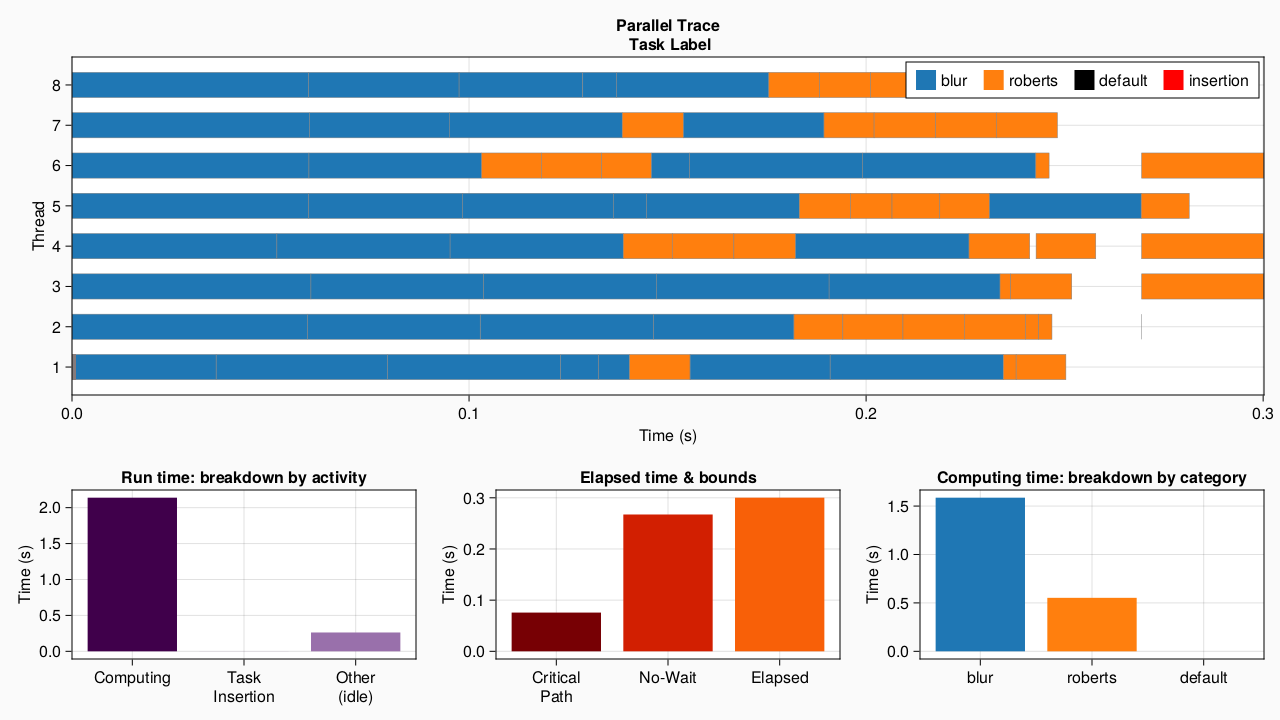 Parallel Trace
Task Label
blur roberts default insertion
8
7
6
5
4
3
2
1
Thread
0.0 0.1 0.2 0.3
Time (s)
Run time: breakdown by activity
2.0
1.5
1.0
0.5
0.0
Time (s)
Computing Task Insertion Other (idle)
Elapsed time & bounds
0.3
0.2
0.1
0.0
Time (s)
Critical Path No-Wait Elapsed
Computing time: breakdown by category
1.5
1.0
0.5
0.0
Time (s)
blur roberts default